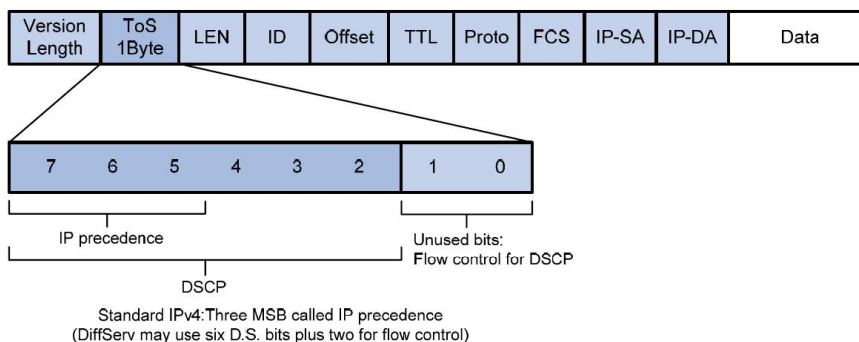 Version Length ToS 1Byte LEN ID Offset TTL Proto FCS IP-SA IP-DA Data
7 6 5 4 3 2 1 0
IP precedence
Unused bits:
Flow control for DSCP
DSCP
Standard IPv4:Three MSB called IP precedence
(DiffServ may use six D.S. bits plus two for flow control)